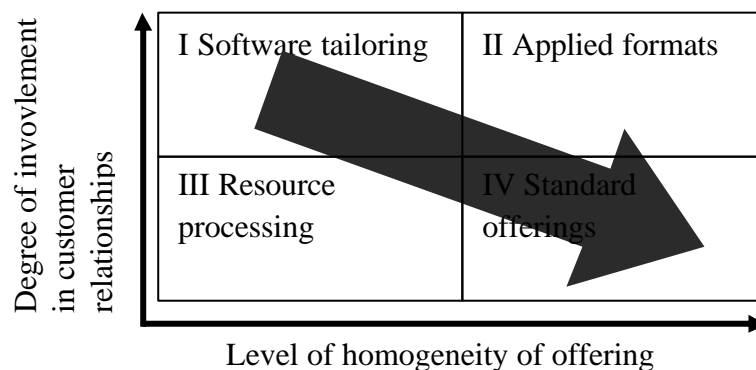 I Software tailoring
II Applied formats
III Resource
processing
IV Standard
offerings
Degree of invovlement
in customer
relationships
Level of homogeneity of offering